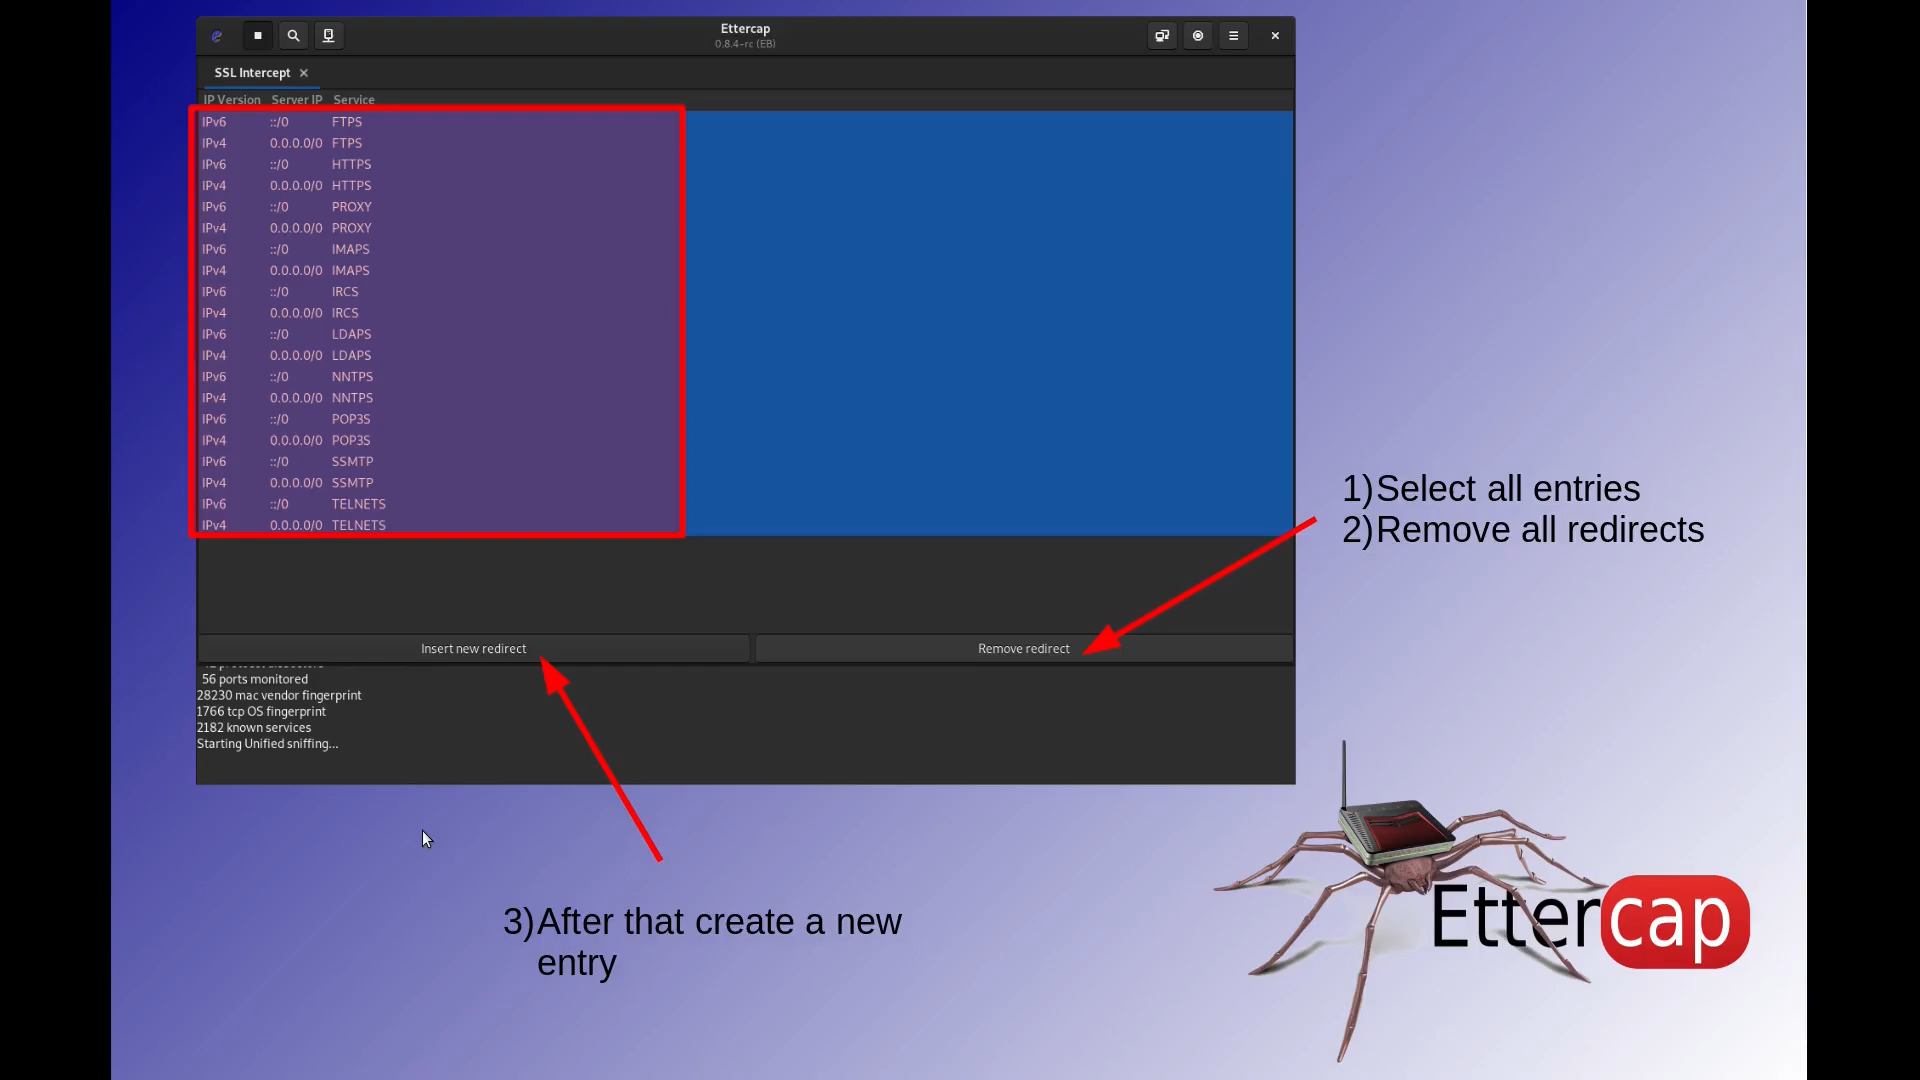 Ettercap
0.8.4-rc (EB)
SSL Intercept
IP Version Server IP Service
IPv6 ::/0 FTPS
IPv4 0.0.0.0/0 FTPS
IPv6 ::/0 HTTPS
IPv4 0.0.0.0/0 HTTPS
IPv6 ::/0 PROXY
IPv4 0.0.0.0/0 PROXY
IPv6 ::/0 IMAPS
IPv4 0.0.0.0/0 IMAPS
IPv6 ::/0 IRCS
IPv4 0.0.0.0/0 IRCS
IPv6 ::/0 LDAPS
IPv4 0.0.0.0/0 LDAPS
IPv6 ::/0 NNTPS
IPv4 0.0.0.0/0 NNTPS
IPv6 ::/0 POP3S
IPv4 0.0.0.0/0 POP3S
IPv6 ::/0 SSMTP
IPv4 0.0.0.0/0 SSMTP
IPv6 ::/0 TELNETS
IPv4 0.0.0.0/0 TELNETS
1) Select all entries
2) Remove all redirects
Insert new redirect
Remove redirect
56 ports monitored
28230 mac vendor fingerprint
1766 tcp OS fingerprint
2182 known services
Starting Unified sniffing...
3) After that create a new
entry
Ettercap